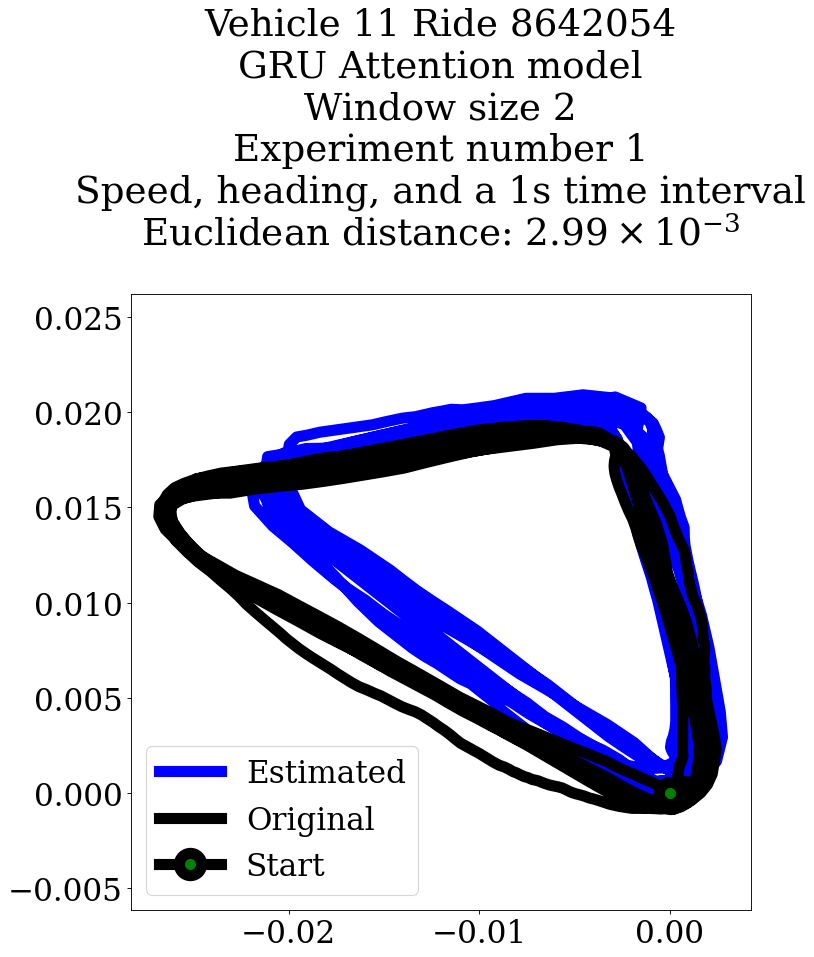 Vehicle 11 Ride 8642054
GRU Attention model
Window size 2
Experiment number 1
Speed, heading, and a 1s time interval
Euclidean distance: 2.99 × 10⁻³
0.025
0.020
0.015
0.010
0.005
0.000
−0.005
Estimated
Original
Start
−0.02
−0.01
0.00